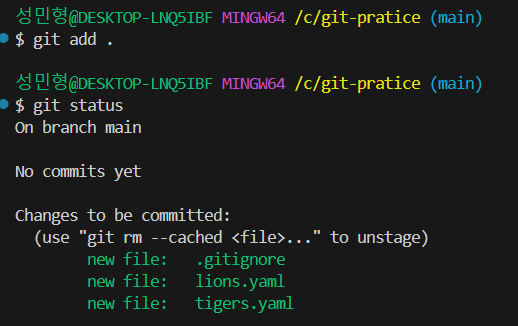 성민형@DESKTOP-LNQ5IBF MINGW64 /c/git-pratice (main)
$ git add .
성민형@DESKTOP-LNQ5IBF MINGW64 /c/git-pratice (main)
$ git status
On branch main
No commits yet
Changes to be committed:
(use "git rm --cached <file>..." to unstage)
new file: .gitignore
new file: lions.yaml
new file: tigers.yaml